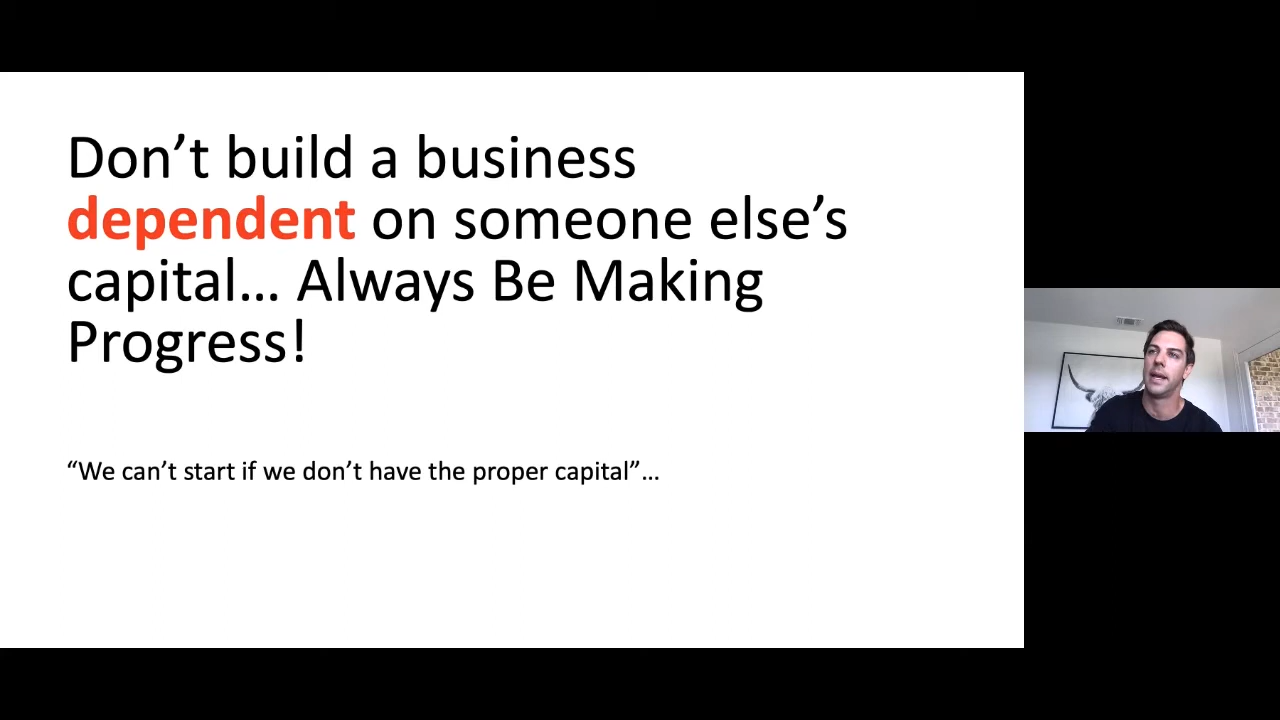 Don’t build a business
dependent on someone else’s
capital… Always Be Making
Progress!
“We can’t start if we don’t have the proper capital”…